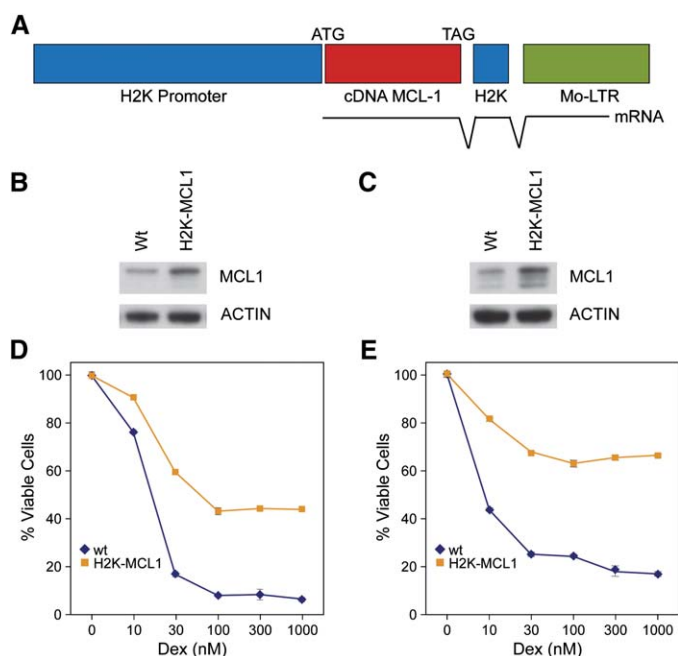 A
ATG
TAG
H2K Promoter
cDNA MCL-1
H2K
Mo-LTR
mRNA
B
Wt
H2K-MCL1
MCL1
ACTIN
C
Wt
H2K-MCL1
MCL1
ACTIN
D
% Viable Cells
100
80
60
40
20
0
wt
H2K-MCL1
0 10 30 100 300 1000
Dex (nM)
E
% Viable Cells
100
80
60
40
20
0
wt
H2K-MCL1
0 10 30 100 300 1000
Dex (nM)